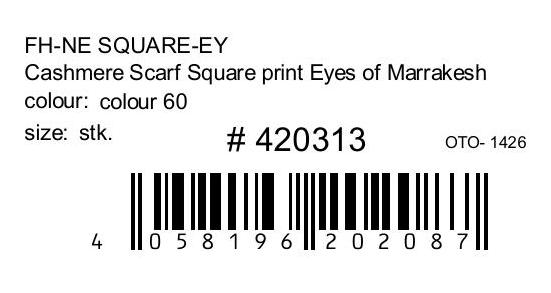 FH-NE SQUARE-EY
Cashmere Scarf Square print Eyes of Marrakesh
colour: colour 60
size: stk.
# 420313
OTO- 1426
4 058196 202087